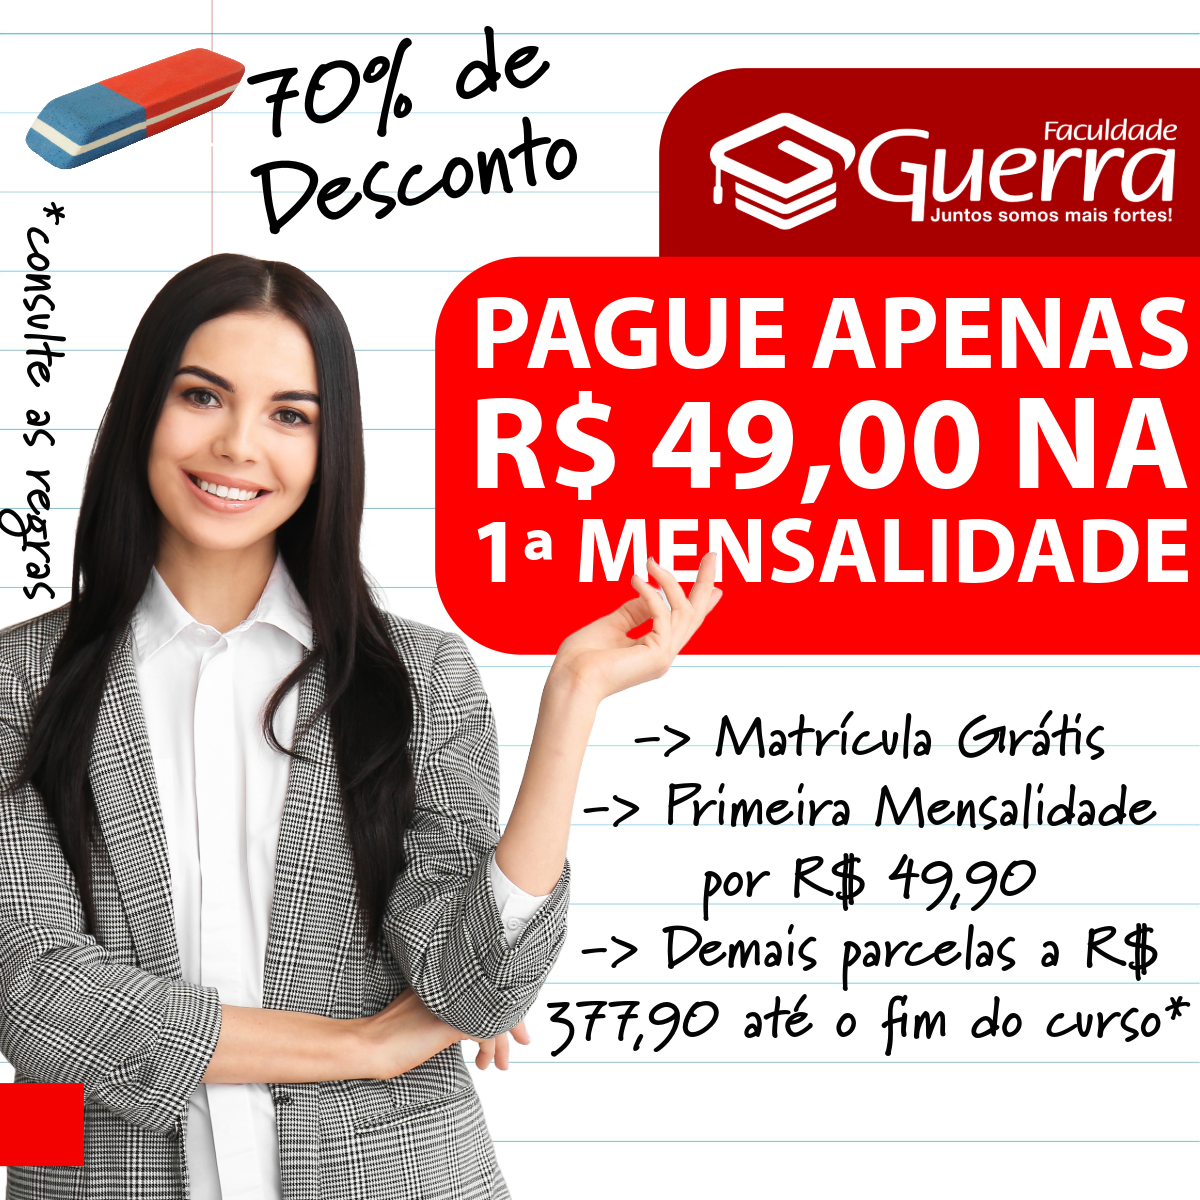 70% de
Desconto
*consulte as regras
Faculdade
Guerra
Juntos somos mais fortes!
PAGUE APENAS
R$ 49,00 NA
1ª MENSALIDADE
-> Matrícula Grátis
-> Primeira Mensalidade
por R$ 49,90
-> Demais parcelas a R$
377,90 até o fim do curso*